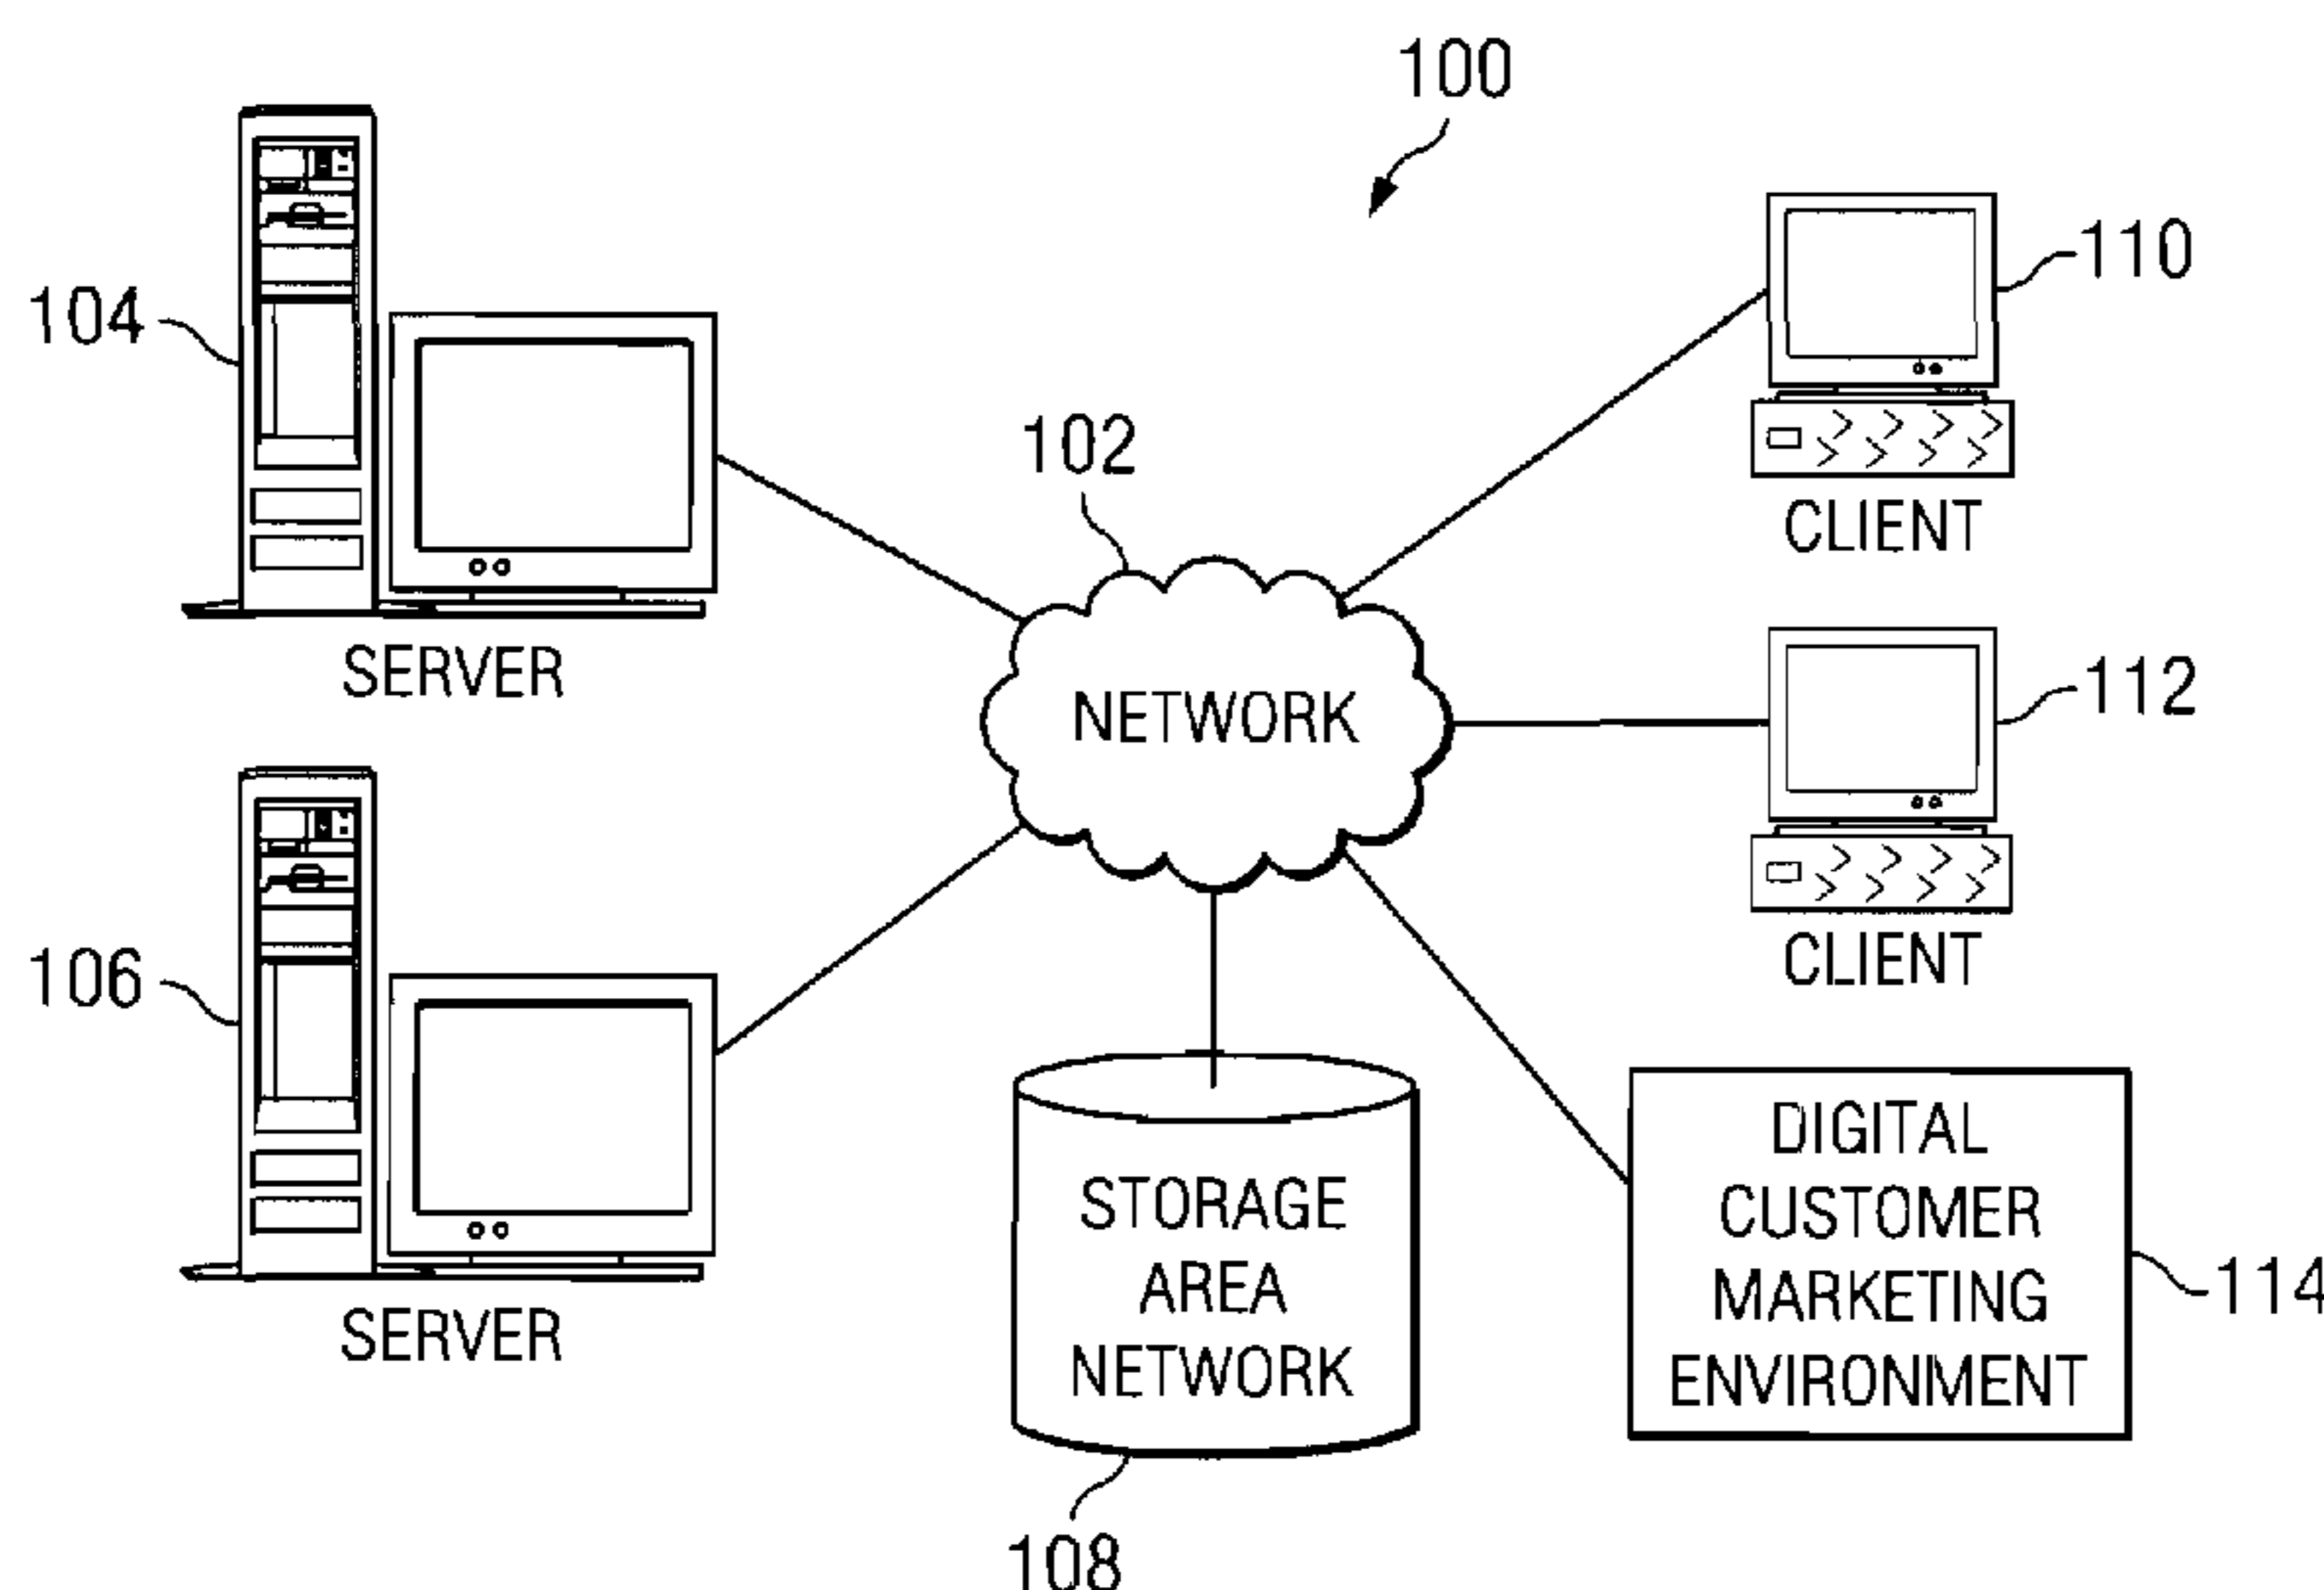 100
104
SERVER
102
NETWORK
110
CLIENT
112
CLIENT
106
SERVER
STORAGE
AREA
NETWORK
108
DIGITAL
CUSTOMER
MARKETING
ENVIRONMENT
114